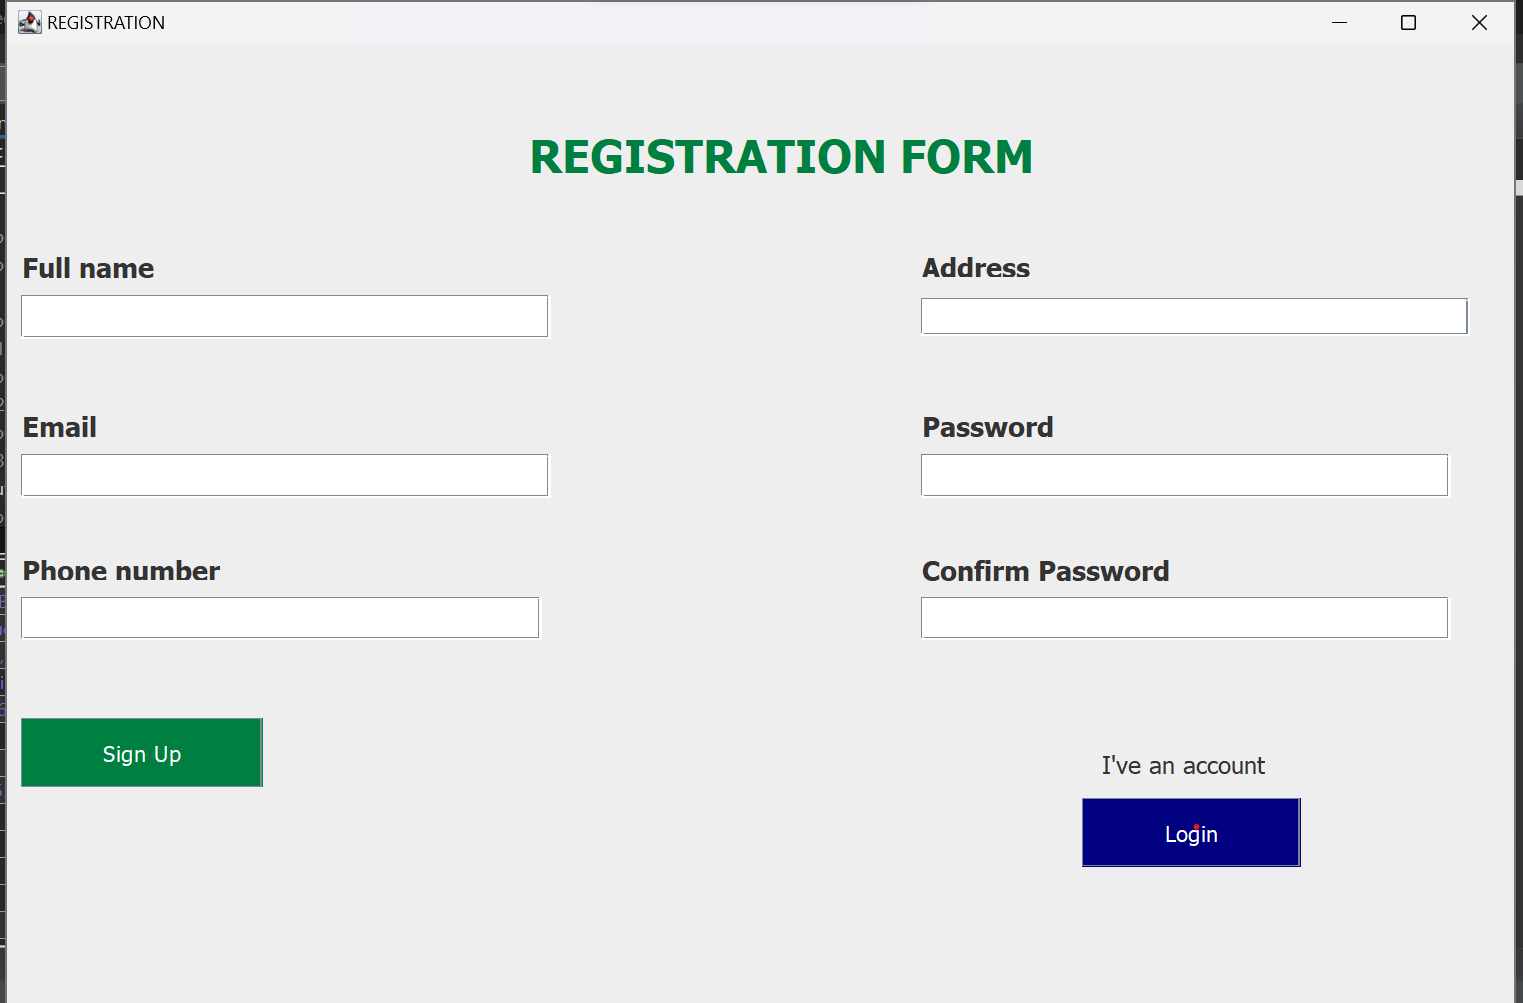 REGISTRATION
REGISTRATION FORM
Full name
Address
Email
Password
Phone number
Confirm Password
Sign Up
I've an account
Login